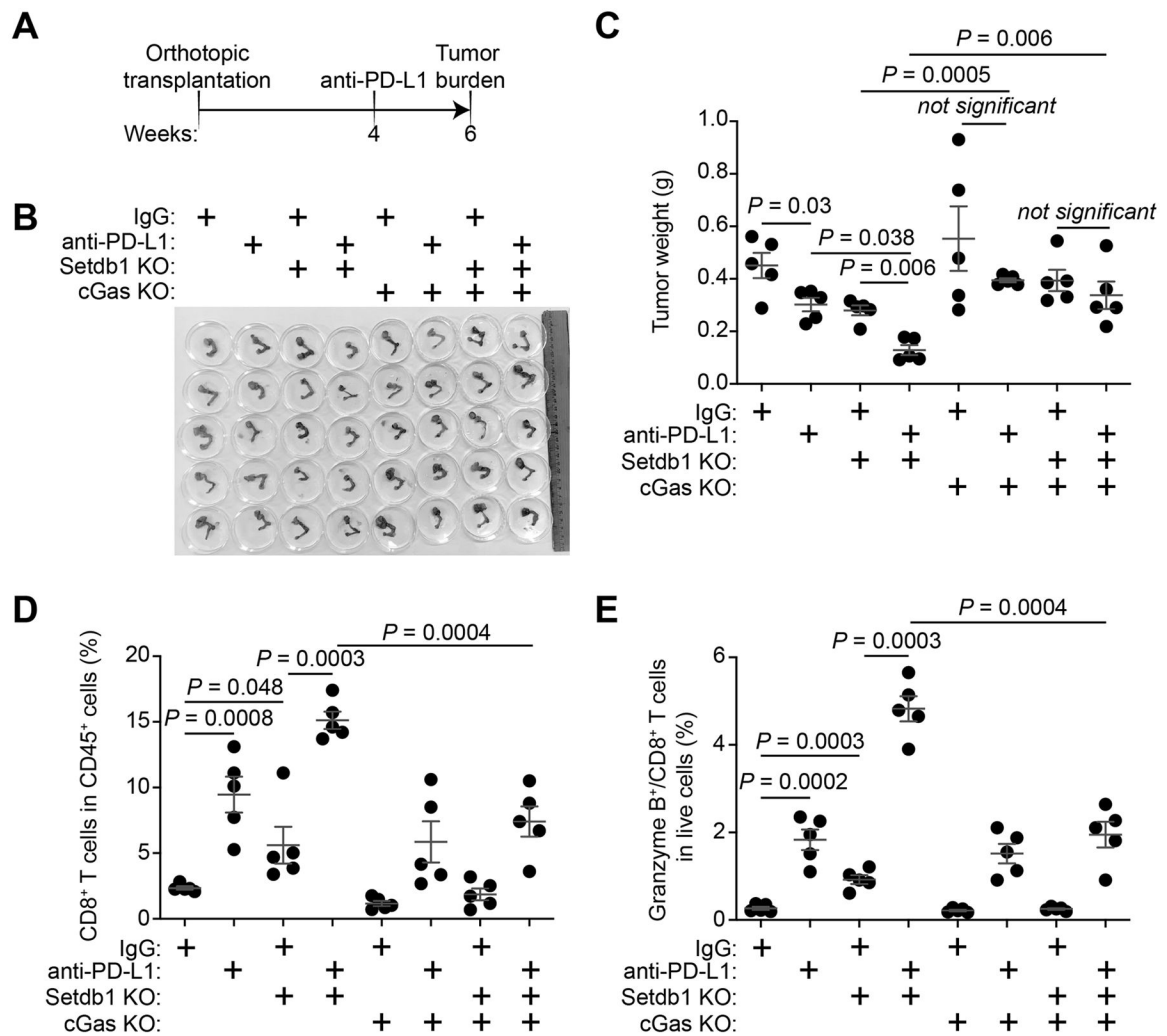 A
Orthotopic
transplantation
anti-PD-L1
Tumor
burden
Weeks:
4
6
B
IgG: + + + +
anti-PD-L1: + + + +
Setdb1 KO: + + + +
cGas KO: + + + +
C
P = 0.006
P = 0.0005
not significant
P = 0.03
P = 0.038
P = 0.006
not significant
Tumor weight (g)
1.0
0.8
0.6
0.4
0.2
0.0
IgG: + + + +
anti-PD-L1: + + + +
Setdb1 KO: + + + +
cGas KO: + + + +
D
P = 0.0004
P = 0.0003
P = 0.048
P = 0.0008
CD8⁺ T cells in CD45⁺ cells (%)
20
15
10
5
0
IgG: + + + +
anti-PD-L1: + + + +
Setdb1 KO: + + + +
cGas KO: + + + +
E
P = 0.0004
P = 0.0003
P = 0.0003
P = 0.0002
Granzyme B⁺/CD8⁺ T cells
in live cells (%)
6
4
2
0
IgG: + + + +
anti-PD-L1: + + + +
Setdb1 KO: + + + +
cGas KO: + + + +